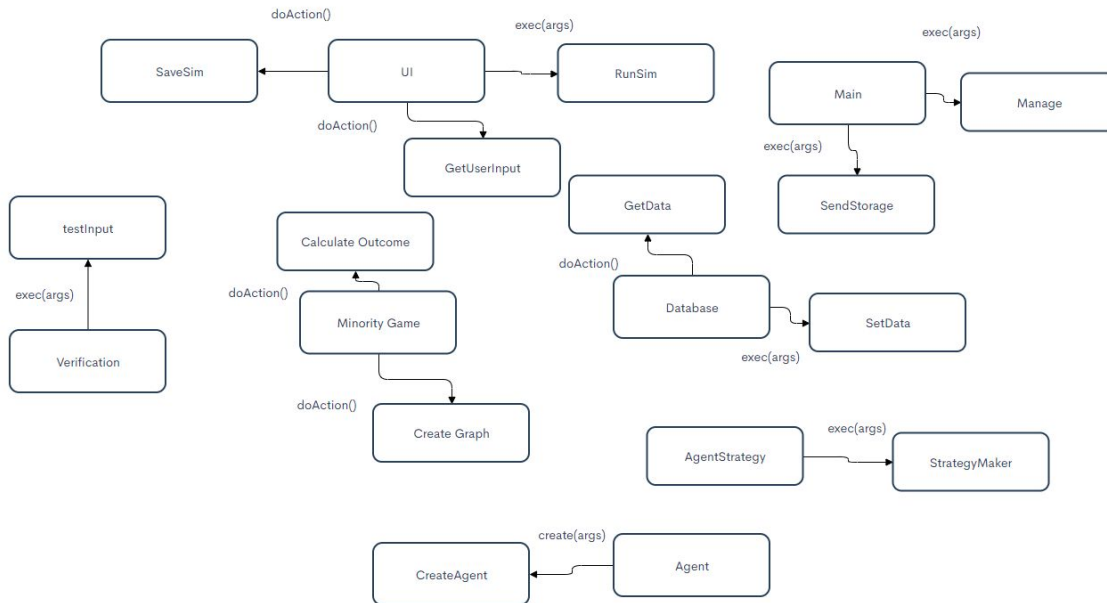 doAction()
exec(args)
exec(args)
SaveSim
UI
RunSim
Main
Manage
doAction()
exec(args)
GetUserInput
SendStorage
GetData
testInput
Calculate Outcome
doAction()
exec(args)
doAction()
Database
Minority Game
SetData
Verification
exec(args)
doAction()
Create Graph
exec(args)
AgentStrategy
StrategyMaker
create(args)
CreateAgent
Agent